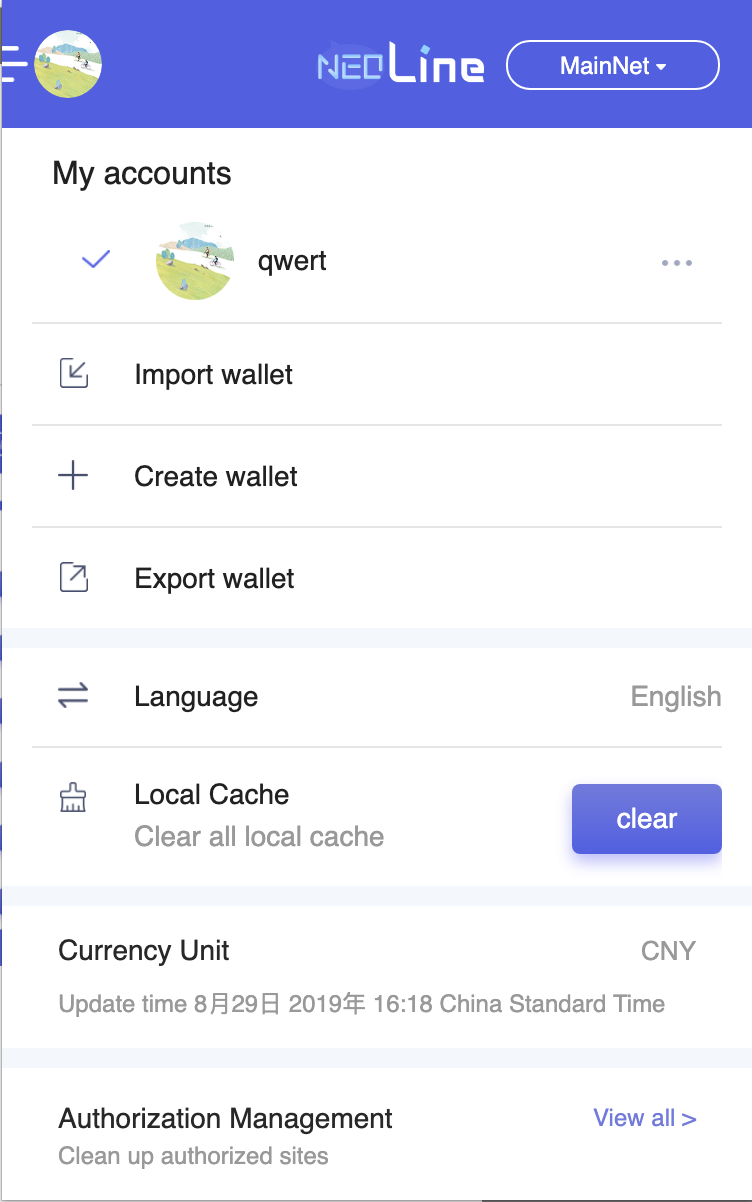 NEOLine
MainNet
My accounts
qwert
Import wallet
Create wallet
Export wallet
Language
English
Local Cache
Clear all local cache
clear
Currency Unit
CNY
Update time 8月29日 2019年 16:18 China Standard Time
Authorization Management
View all >
Clean up authorized sites